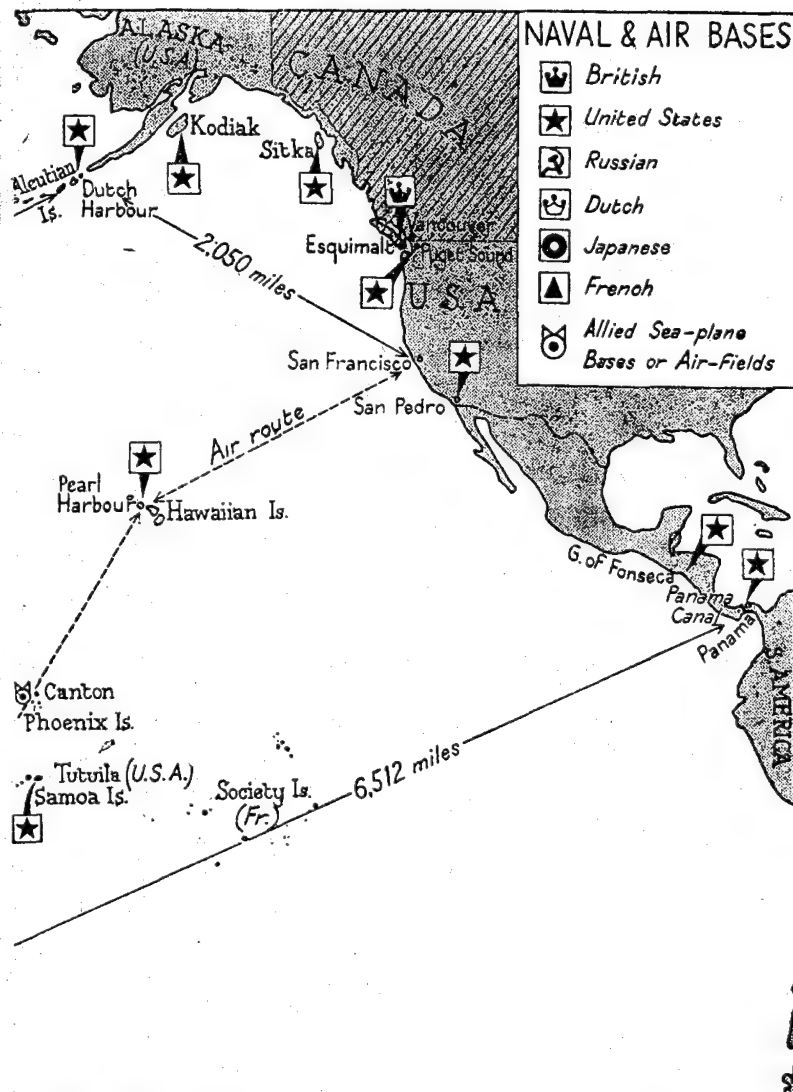 ALASKA
(U.S.A)
CANADA
NAVAL & AIR BASES
British
United States
Russian
Dutch
Japanese
French
Allied Sea-plane
Bases or Air-Fields
Kodiak
Sitka
Aleutian
Is.
Dutch
Harbour
2.050 miles
Vancouver
Esquimalt
Puget Sound
U S A
San Francisco
San Pedro
Air route
Pearl
Harbour
Hawaiian Is.
G. of Fonseca
Panama
Canal
Panama
S. AMERICA
Canton
Phoenix Is.
Tutuila (U.S.A.)
Samoa Is.
Society Is.
(Fr.)
6,512 miles